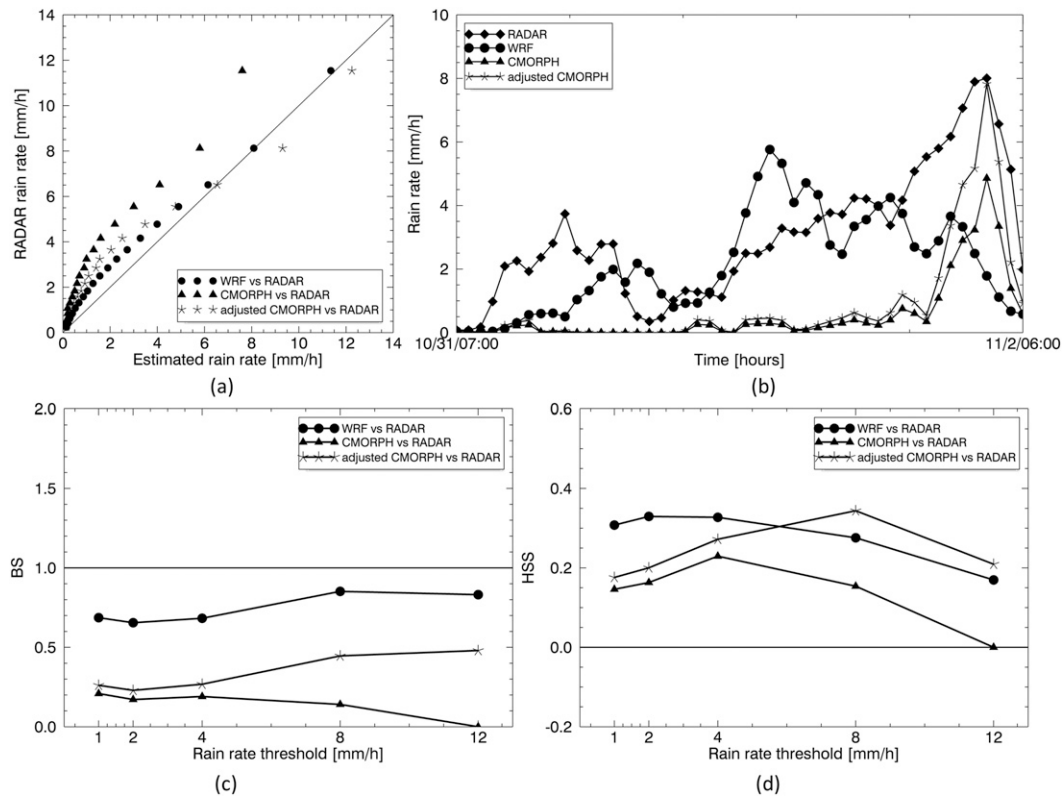 14
12
10
8
6
4
2
0
RADAR rain rate [mm/h]
WRF vs RADAR
CMORPH vs RADAR
adjusted CMORPH vs RADAR
0 2 4 6 8 10 12 14
Estimated rain rate [mm/h]
(a)
10
8
6
4
2
0
Rain rate [mm/h]
RADAR
WRF
CMORPH
adjusted CMORPH
10/31/07:00
11/2/06:00
Time [hours]
(b)
2.0
1.5
1.0
0.5
0.0
BS
WRF vs RADAR
CMORPH vs RADAR
adjusted CMORPH vs RADAR
1 2 4 8 12
Rain rate threshold [mm/h]
(c)
0.6
0.4
0.2
0.0
-0.2
HSS
WRF vs RADAR
CMORPH vs RADAR
adjusted CMORPH vs RADAR
1 2 4 8 12
Rain rate threshold [mm/h]
(d)